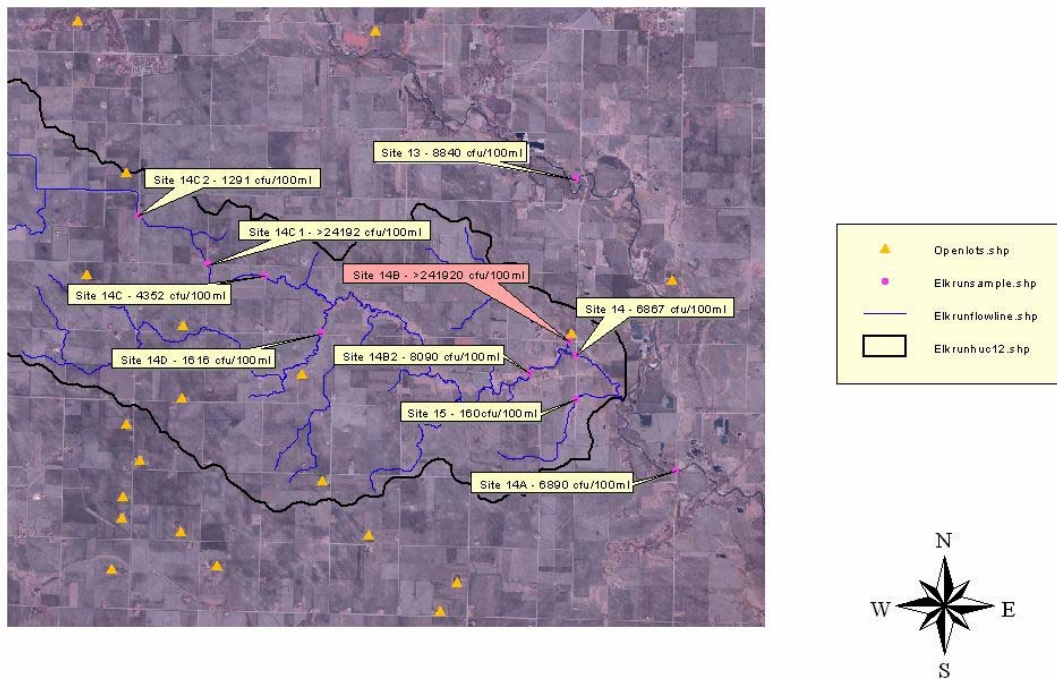 Site 13 - 8840 cfu/100ml
Site 14C2 - 1291 cfu/100ml
Site 14C1 - >24192 cfu/100ml
Site 14B - >241920 cfu/100ml
Site 14C - 4352 cfu/100ml
Site 14 - 6867 cfu/100ml
Site 14D - 1616 cfu/100ml
Site 14B2 - 8090 cfu/100ml
Site 15 - 160cfu/100ml
Site 14A - 6890 cfu/100ml
Openlots.shp
Elkrunsample.shp
Elkrunflowline.shp
Elkrunhuc12.shp
N
W E
S